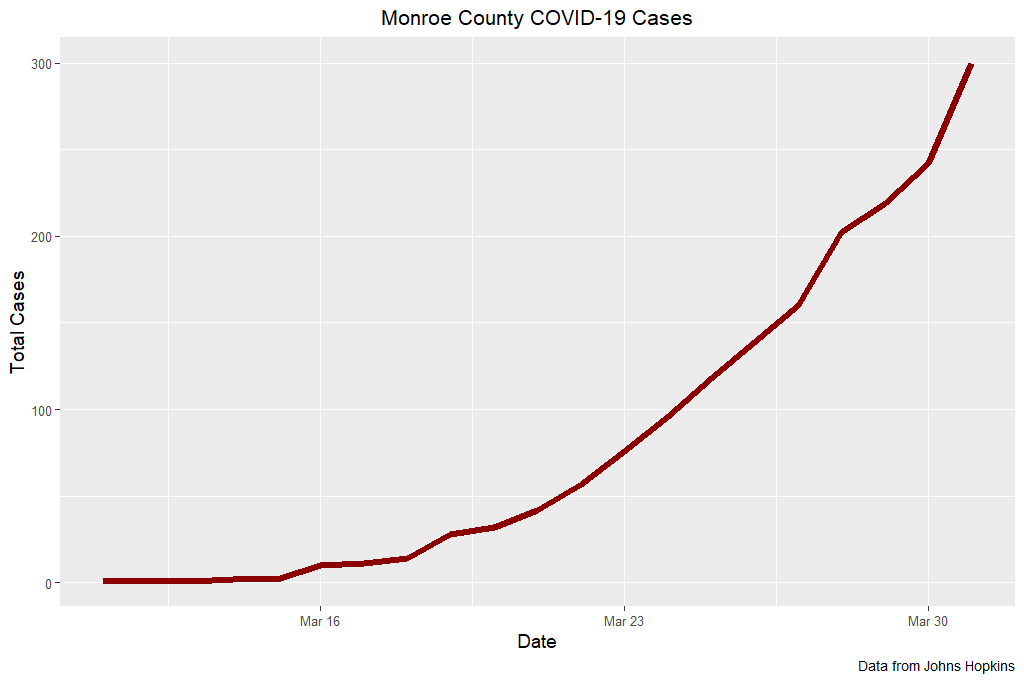 Monroe County COVID-19 Cases
Total Cases
300
200
100
0
Mar 16
Mar 23
Mar 30
Date
Data from Johns Hopkins